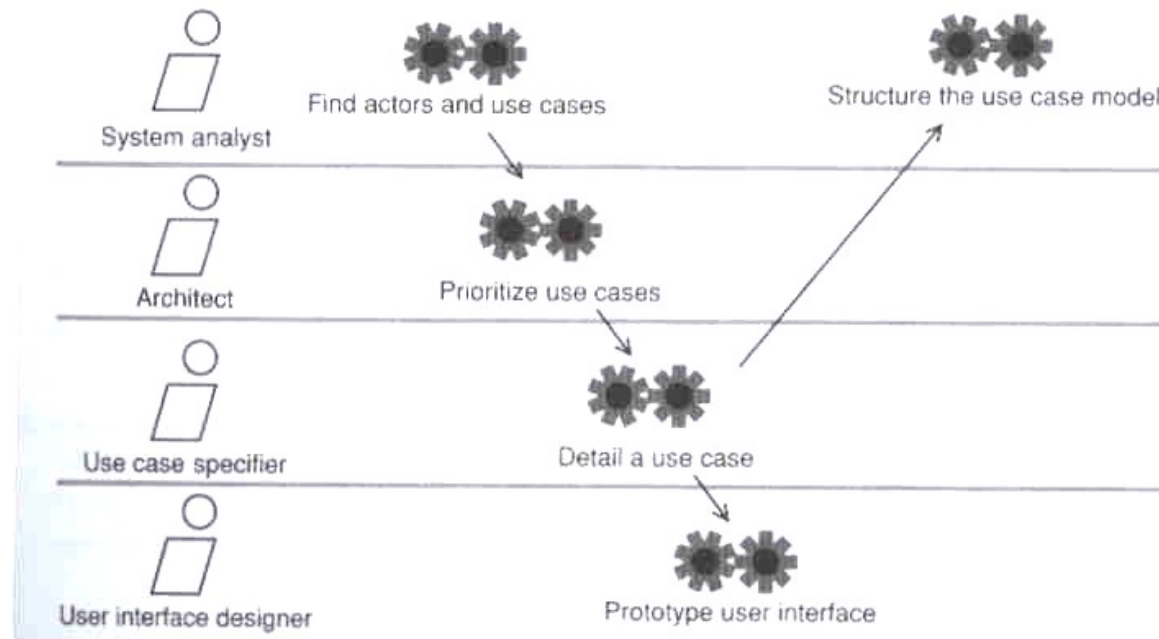 Find actors and use cases
Structure the use case model
System analyst
Prioritize use cases
Architect
Detail a use case
Use case specifier
Prototype user interface
User interface designer